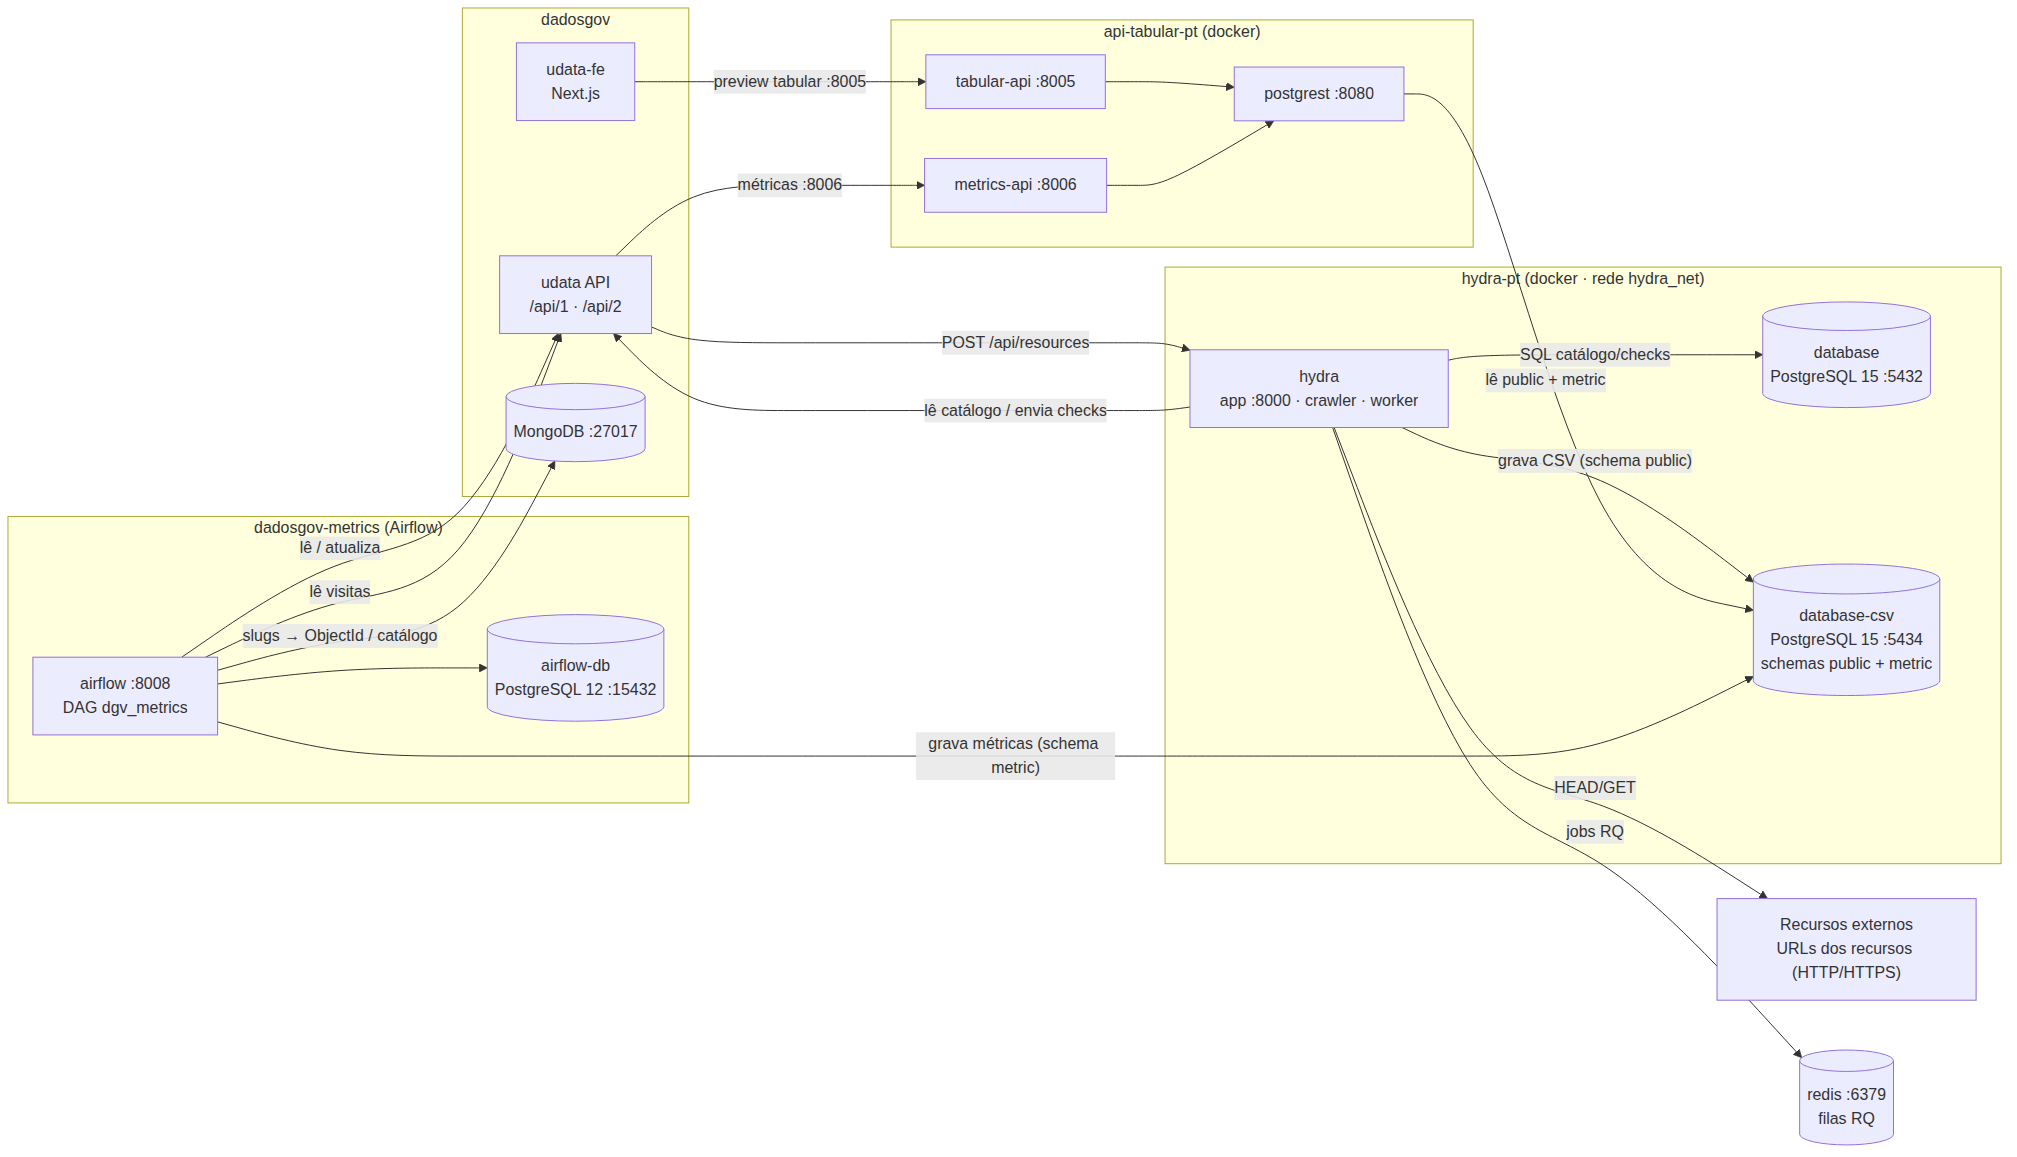 dadosgov
udata-fe
Next.js
preview tabular :8005
api-tabular-pt (docker)
tabular-api :8005
postgrest :8080
métricas :8006
metrics-api :8006
udata API
/api/1 · /api/2
MongoDB :27017
POST /api/resources
lê catálogo / envia checks
hydra-pt (docker · rede hydra_net)
hydra
app :8000 · crawler · worker
SQL catálogo/checks
lê public + metric
database
PostgreSQL 15 :5432
grava CSV (schema public)
database-csv
PostgreSQL 15 :5434
schemas public + metric
dadosgov-metrics (Airflow)
lê / atualiza
lê visitas
slugs → ObjectId / catálogo
airflow :8008
DAG dgv_metrics
airflow-db
PostgreSQL 12 :15432
grava métricas (schema
metric)
HEAD/GET
jobs RQ
Recursos externos
URLs dos recursos
(HTTP/HTTPS)
redis :6379
filas RQ